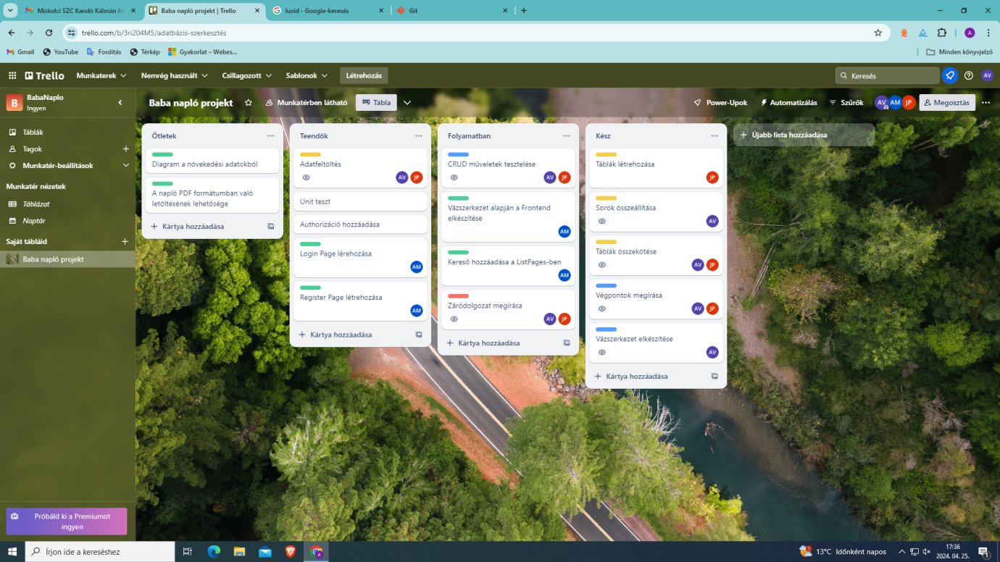 Miskolci SZC Kandó Kálmán In
Baba napló projekt | Trello
lucid - Google-keresés
Git
trello.com/b/3ri204M5/adatbázis-szerkesztés
Gmail
YouTube
Fordítás
Térkép
Gyakorlat – Webes...
Minden könyvjelző
Trello
Munkaterek
Nemrég használt
Csillagozott
Sablonok
Létrehozás
Keresés
AV
B
BabaNaplo
Ingyen
Baba napló projekt
Munkatérben látható
Tábla
Power-Upok
Automatizálás
Szűrők
AV
AM
JP
Megosztás
Táblák
Tagok
Munkatér-beállítások
Munkatér nézetek
Táblázat
Naptár
Saját tábláid
Baba napló projekt
Próbáld ki a Premiumot
ingyen
Ötletek
Diagram a növekedési adatokból
A napló PDF formátumban való
letöltésének lehetősége
Kártya hozzáadása
Teendők
Adatfeltöltés
AV
JP
Unit teszt
Authorizáció hozzáadása
Login Page lérehozása
AM
Register Page létrehozása
AM
Kártya hozzáadása
Folyamatban
CRUD műveletek tesztelése
AV
JP
Vázszerkezet alapján a Frontend
elkészítése
AM
Kereső hozzáadása a ListPages-ben
AM
Záródolgozat megírása
AV
JP
Kártya hozzáadása
Kész
Táblák létrehozása
JP
Sorok összeállítása
AV
Táblák összekötése
AV
JP
Végpontok megírása
AV
JP
Vázszerkezet elkészítése
AV
Kártya hozzáadása
Újabb lista hozzáadása
Írjon ide a kereséshez
13°C Időnként napos
17:36
2024. 04. 25.